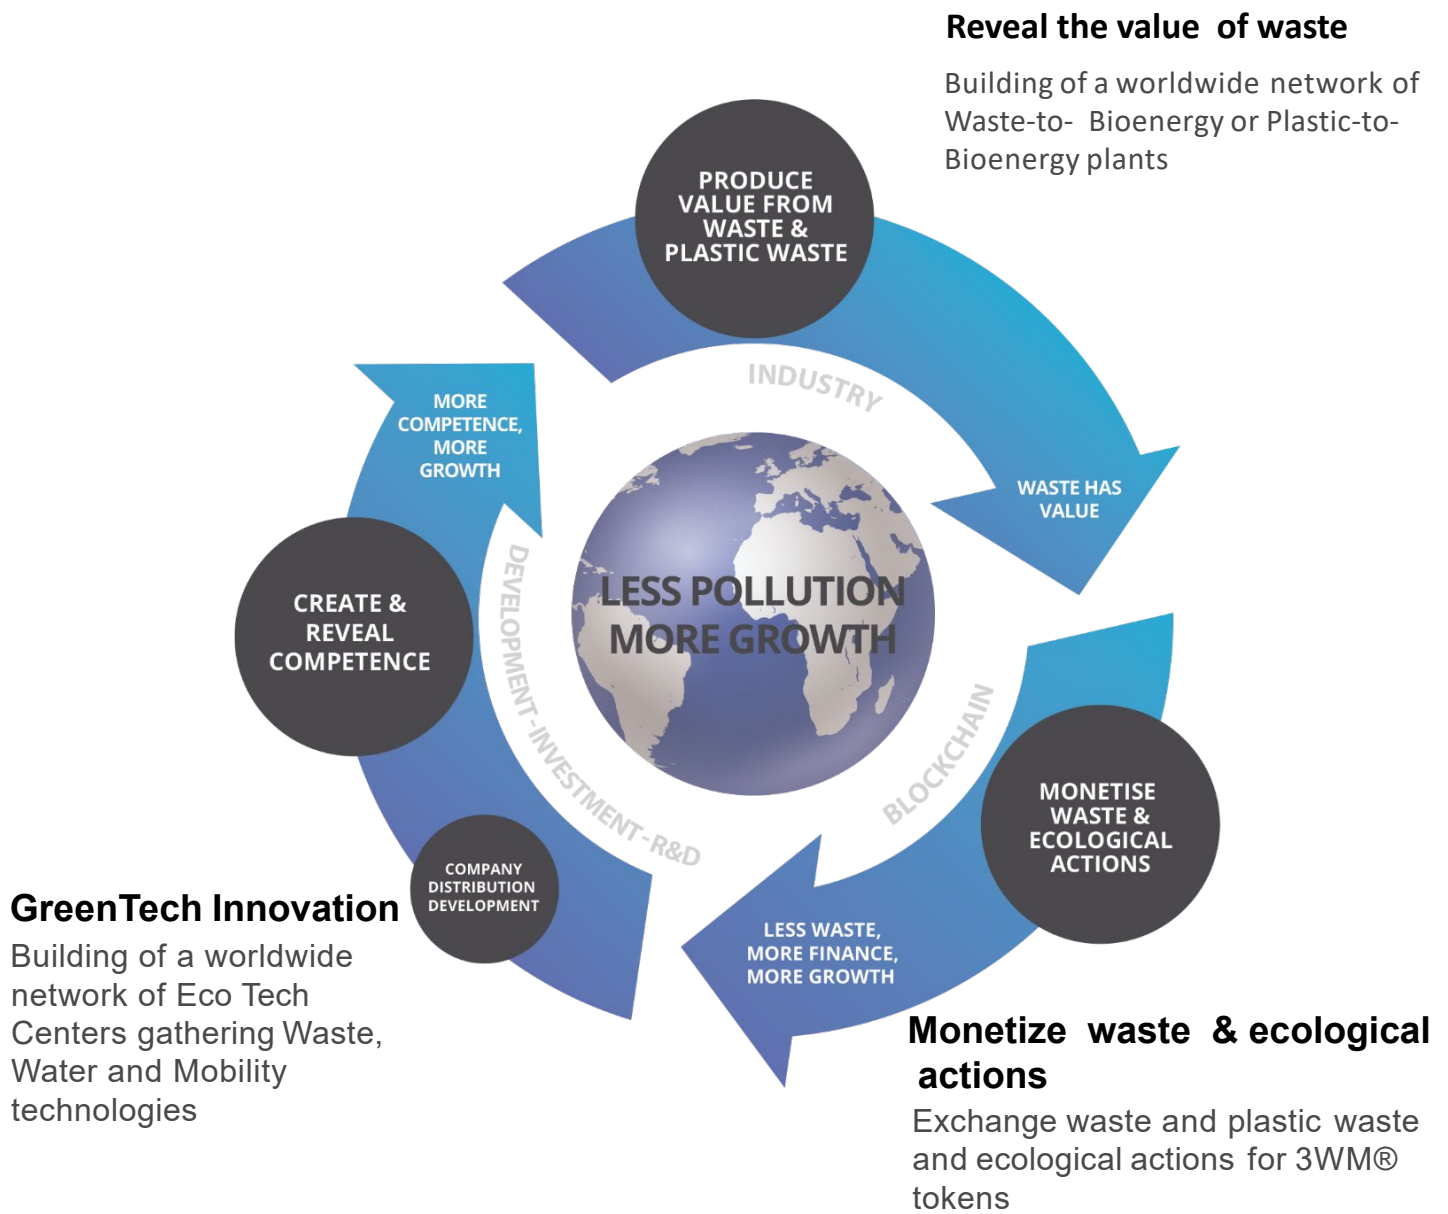 Reveal the value of waste
Building of a worldwide network of
Waste-to- Bioenergy or Plastic-to-
Bioenergy plants
PRODUCE
VALUE FROM
WASTE &
PLASTIC WASTE
INDUSTRY
WASTE HAS
VALUE
MORE
COMPETENCE,
MORE
GROWTH
LESS POLLUTION
MORE GROWTH
CREATE &
REVEAL
COMPETENCE
DEVELOPMENT-INVESTMENT-R&D
BLOCKCHAIN
MONETISE
WASTE &
ECOLOGICAL
ACTIONS
COMPANY
DISTRIBUTION
DEVELOPMENT
LESS WASTE,
MORE FINANCE,
MORE GROWTH
GreenTech Innovation
Building of a worldwide
network of Eco Tech
Centers gathering Waste,
Water and Mobility
technologies
Monetize waste & ecological
actions
Exchange waste and plastic waste
and ecological actions for 3WM®
tokens